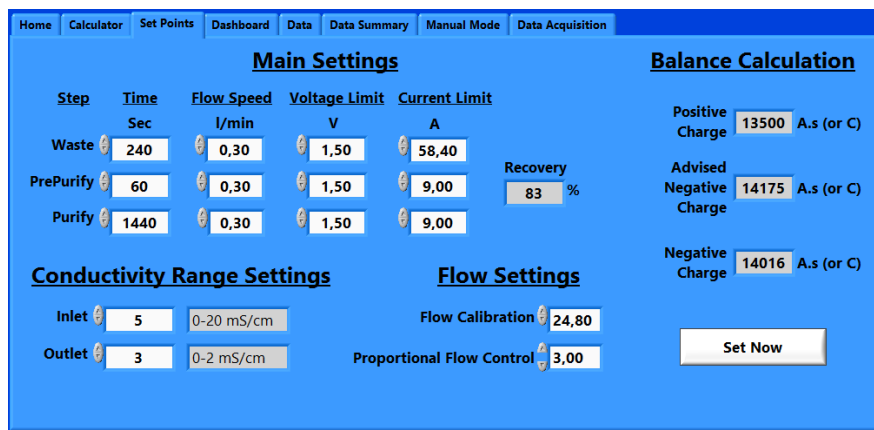 Home Calculator Set Points Dashboard Data Data Summary Manual Mode Data Acquisition
Main Settings
Step Time Flow Speed Voltage Limit Current Limit
Sec l/min V A
Waste 240 0,30 1,50 58,40
PrePurify 60 0,30 1,50 9,00
Purify 1440 0,30 1,50 9,00
Recovery
83 %
Balance Calculation
Positive
Charge 13500 A.s (or C)
Advised
Negative
Charge 14175 A.s (or C)
Negative
Charge 14016 A.s (or C)
Conductivity Range Settings
Inlet 5 0-20 mS/cm
Outlet 3 0-2 mS/cm
Flow Settings
Flow Calibration 24,80
Proportional Flow Control 3,00
Set Now